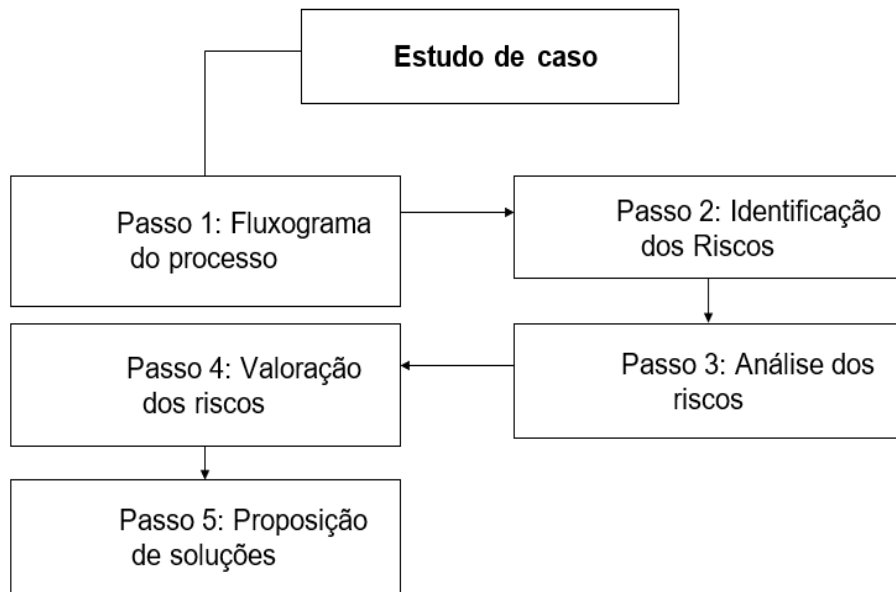 Estudo de caso
Passo 1: Fluxograma
do processo
Passo 2: Identificação
dos Riscos
Passo 3: Análise dos
riscos
Passo 4: Valoração
dos riscos
Passo 5: Proposição
de soluções